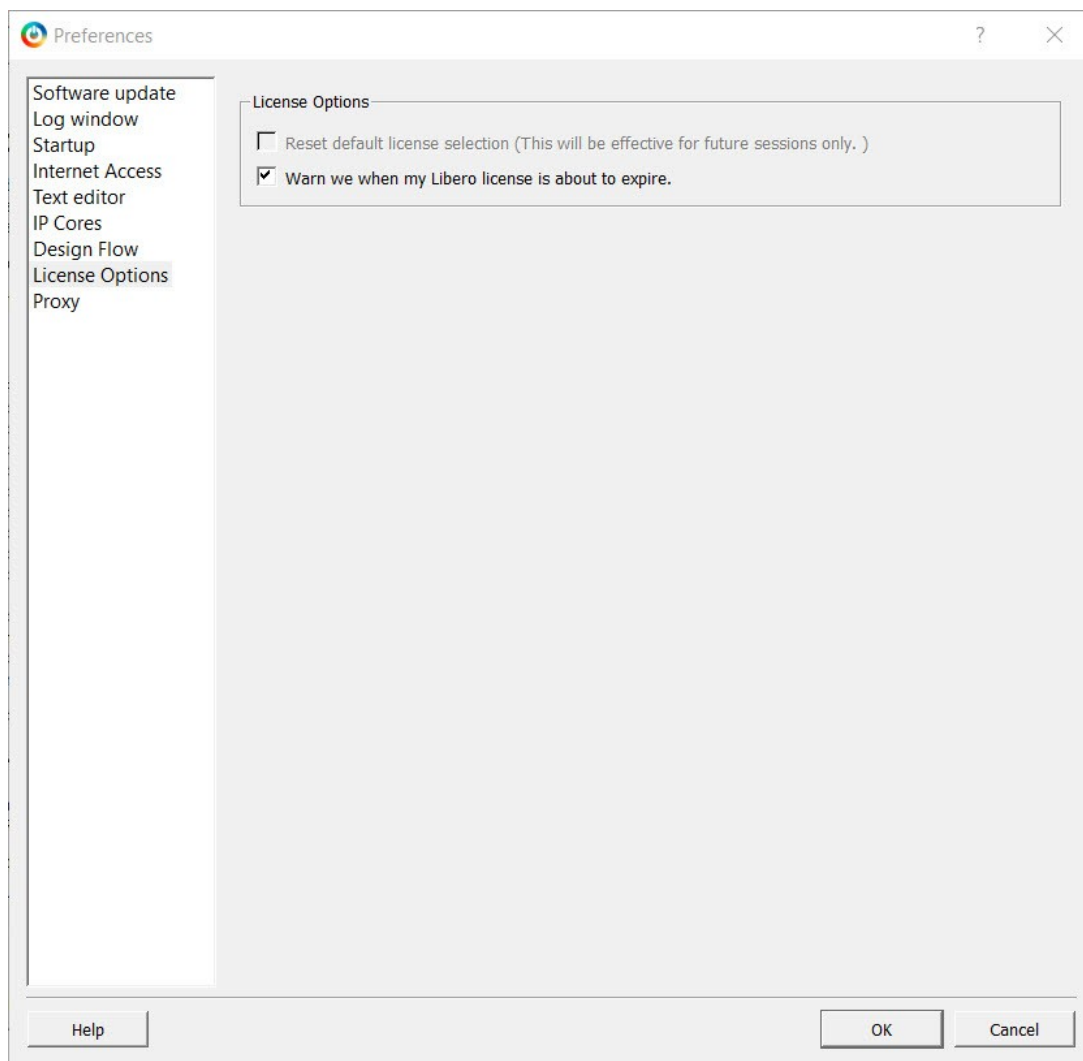 Preferences
?
Software update
Log window
Startup
Internet Access
Text editor
IP Cores
Design Flow
License Options
Proxy
License Options
Reset default license selection (This will be effective for future sessions only. )
Warn we when my Libero license is about to expire.
Help
OK
Cancel